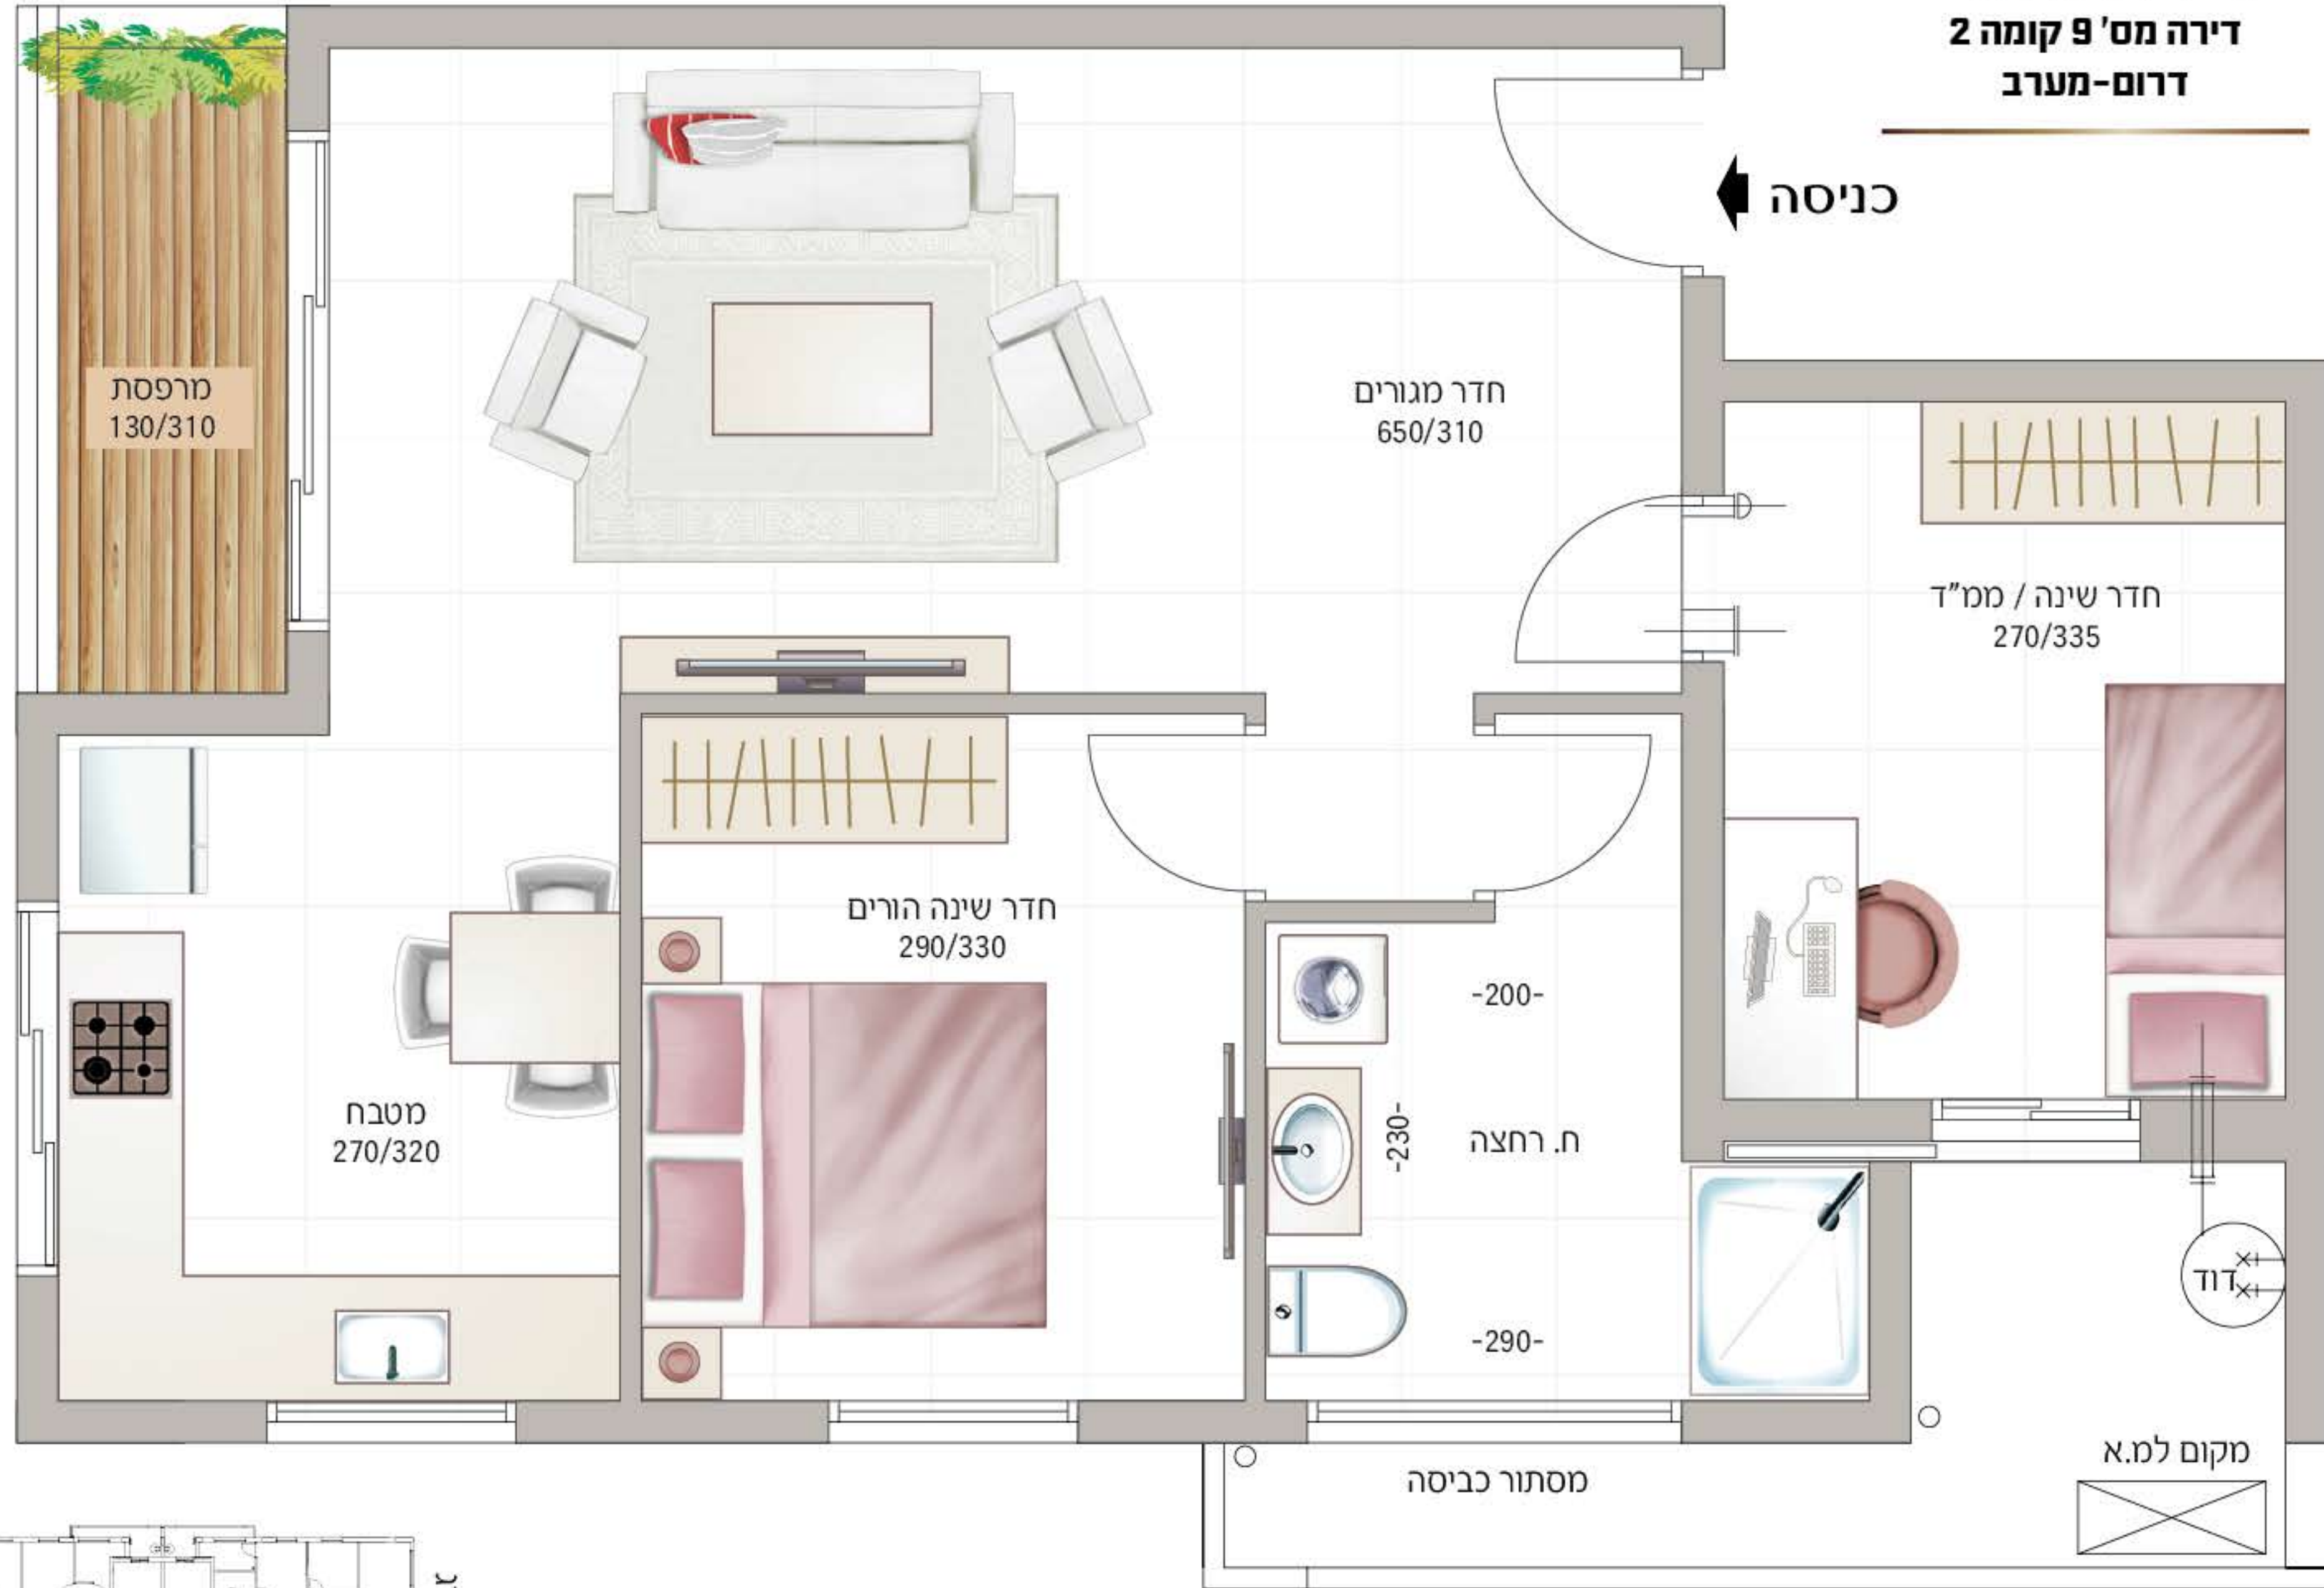 דירה מס' 9 קומה 2
דרום-מערב
כניסה
מרפסת
130/310
חדר מגורים
650/310
חדר שינה / ממ"ד
270/335
חדר שינה הורים
290/330
מטבח
270/320
-200-
-230-
ח. רחצה
-290-
דוד
מקום למ.א
מסתור כביסה